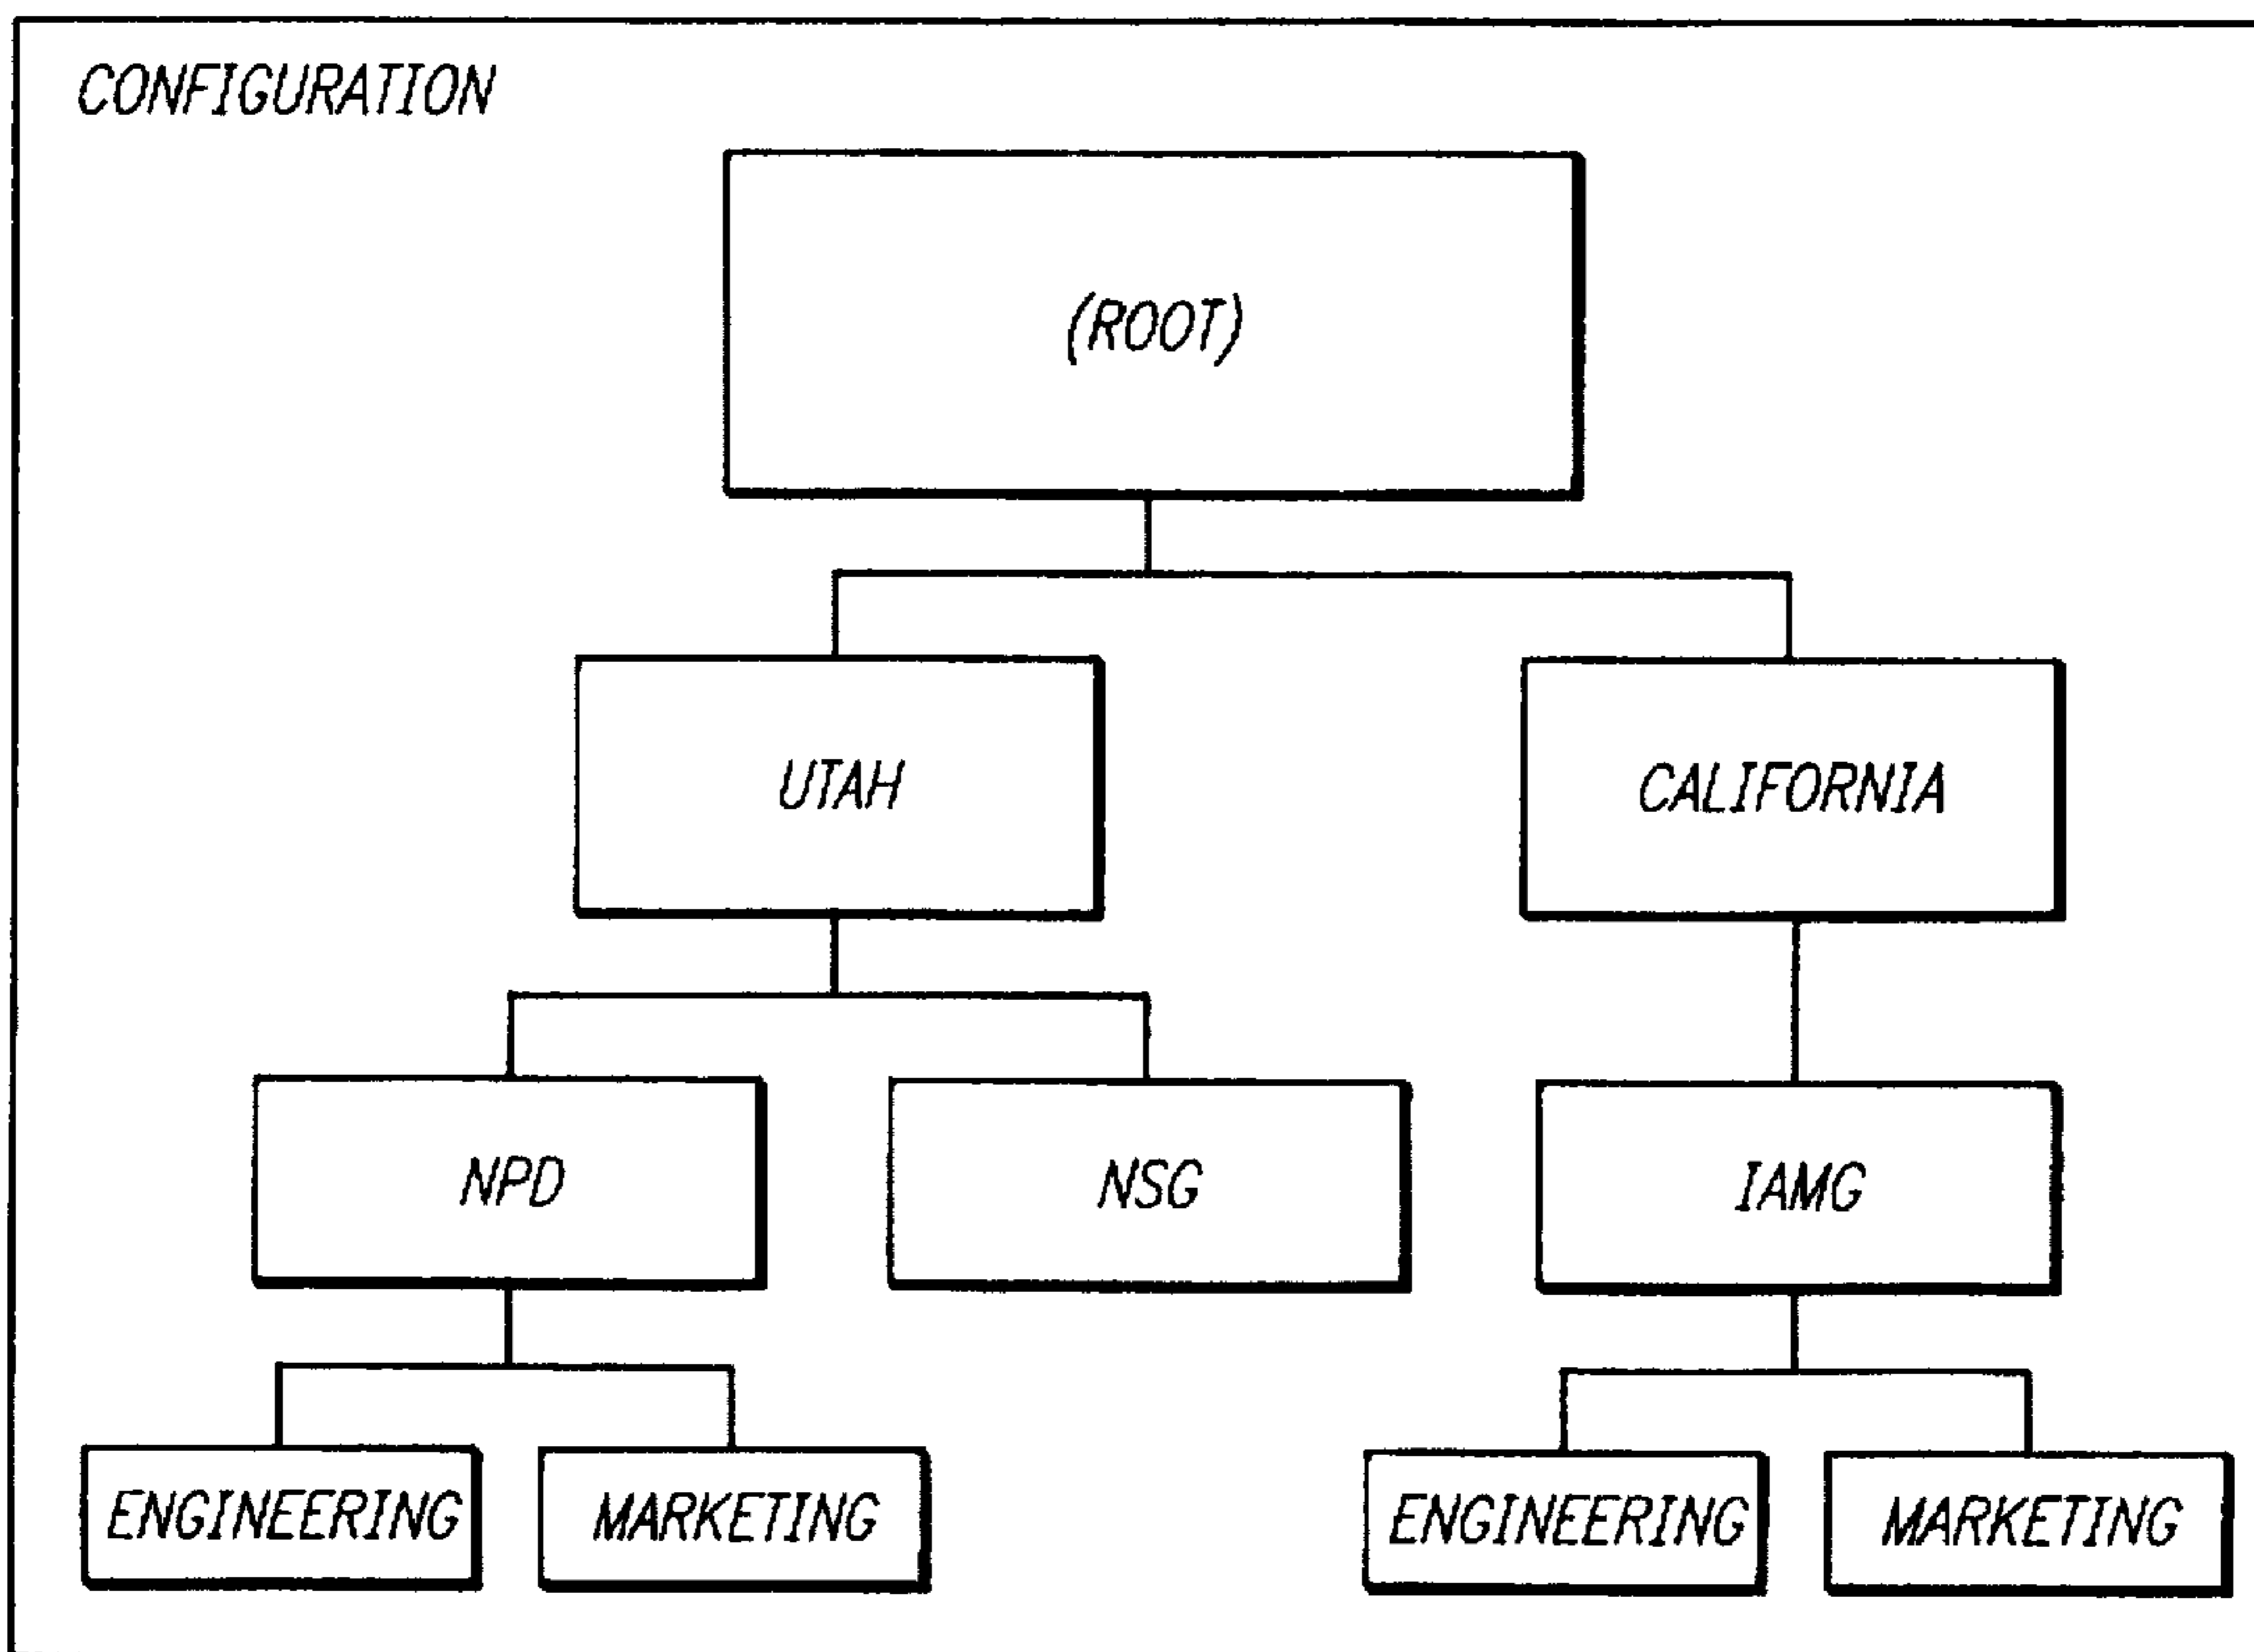 CONFIGURATION
(ROOT)
UTAH
CALIFORNIA
NPD
NSG
IAMG
ENGINEERING
MARKETING
ENGINEERING
MARKETING